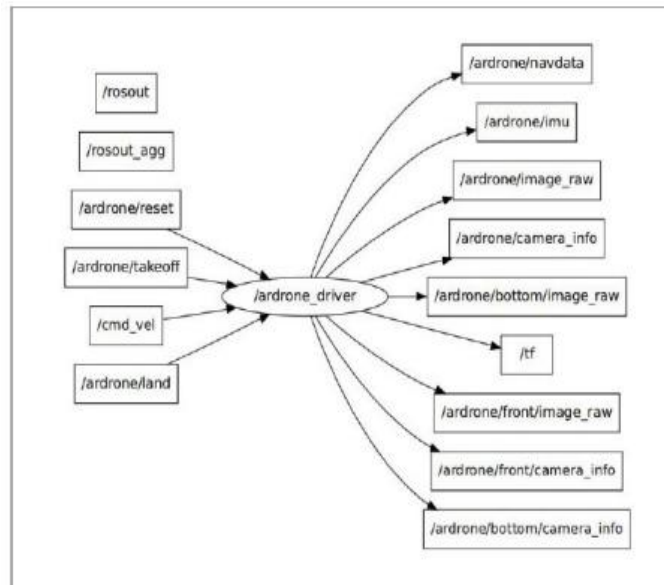 /rosout
/rosout_agg
/ardrone/reset
/ardrone/takeoff
/cmd_vel
/ardrone/land
/ardrone_driver
/ardrone/navdata
/ardrone/imu
/ardrone/image_raw
/ardrone/camera_info
/ardrone/bottom/image_raw
/tf
/ardrone/front/image_raw
/ardrone/front/camera_info
/ardrone/bottom/camera_info